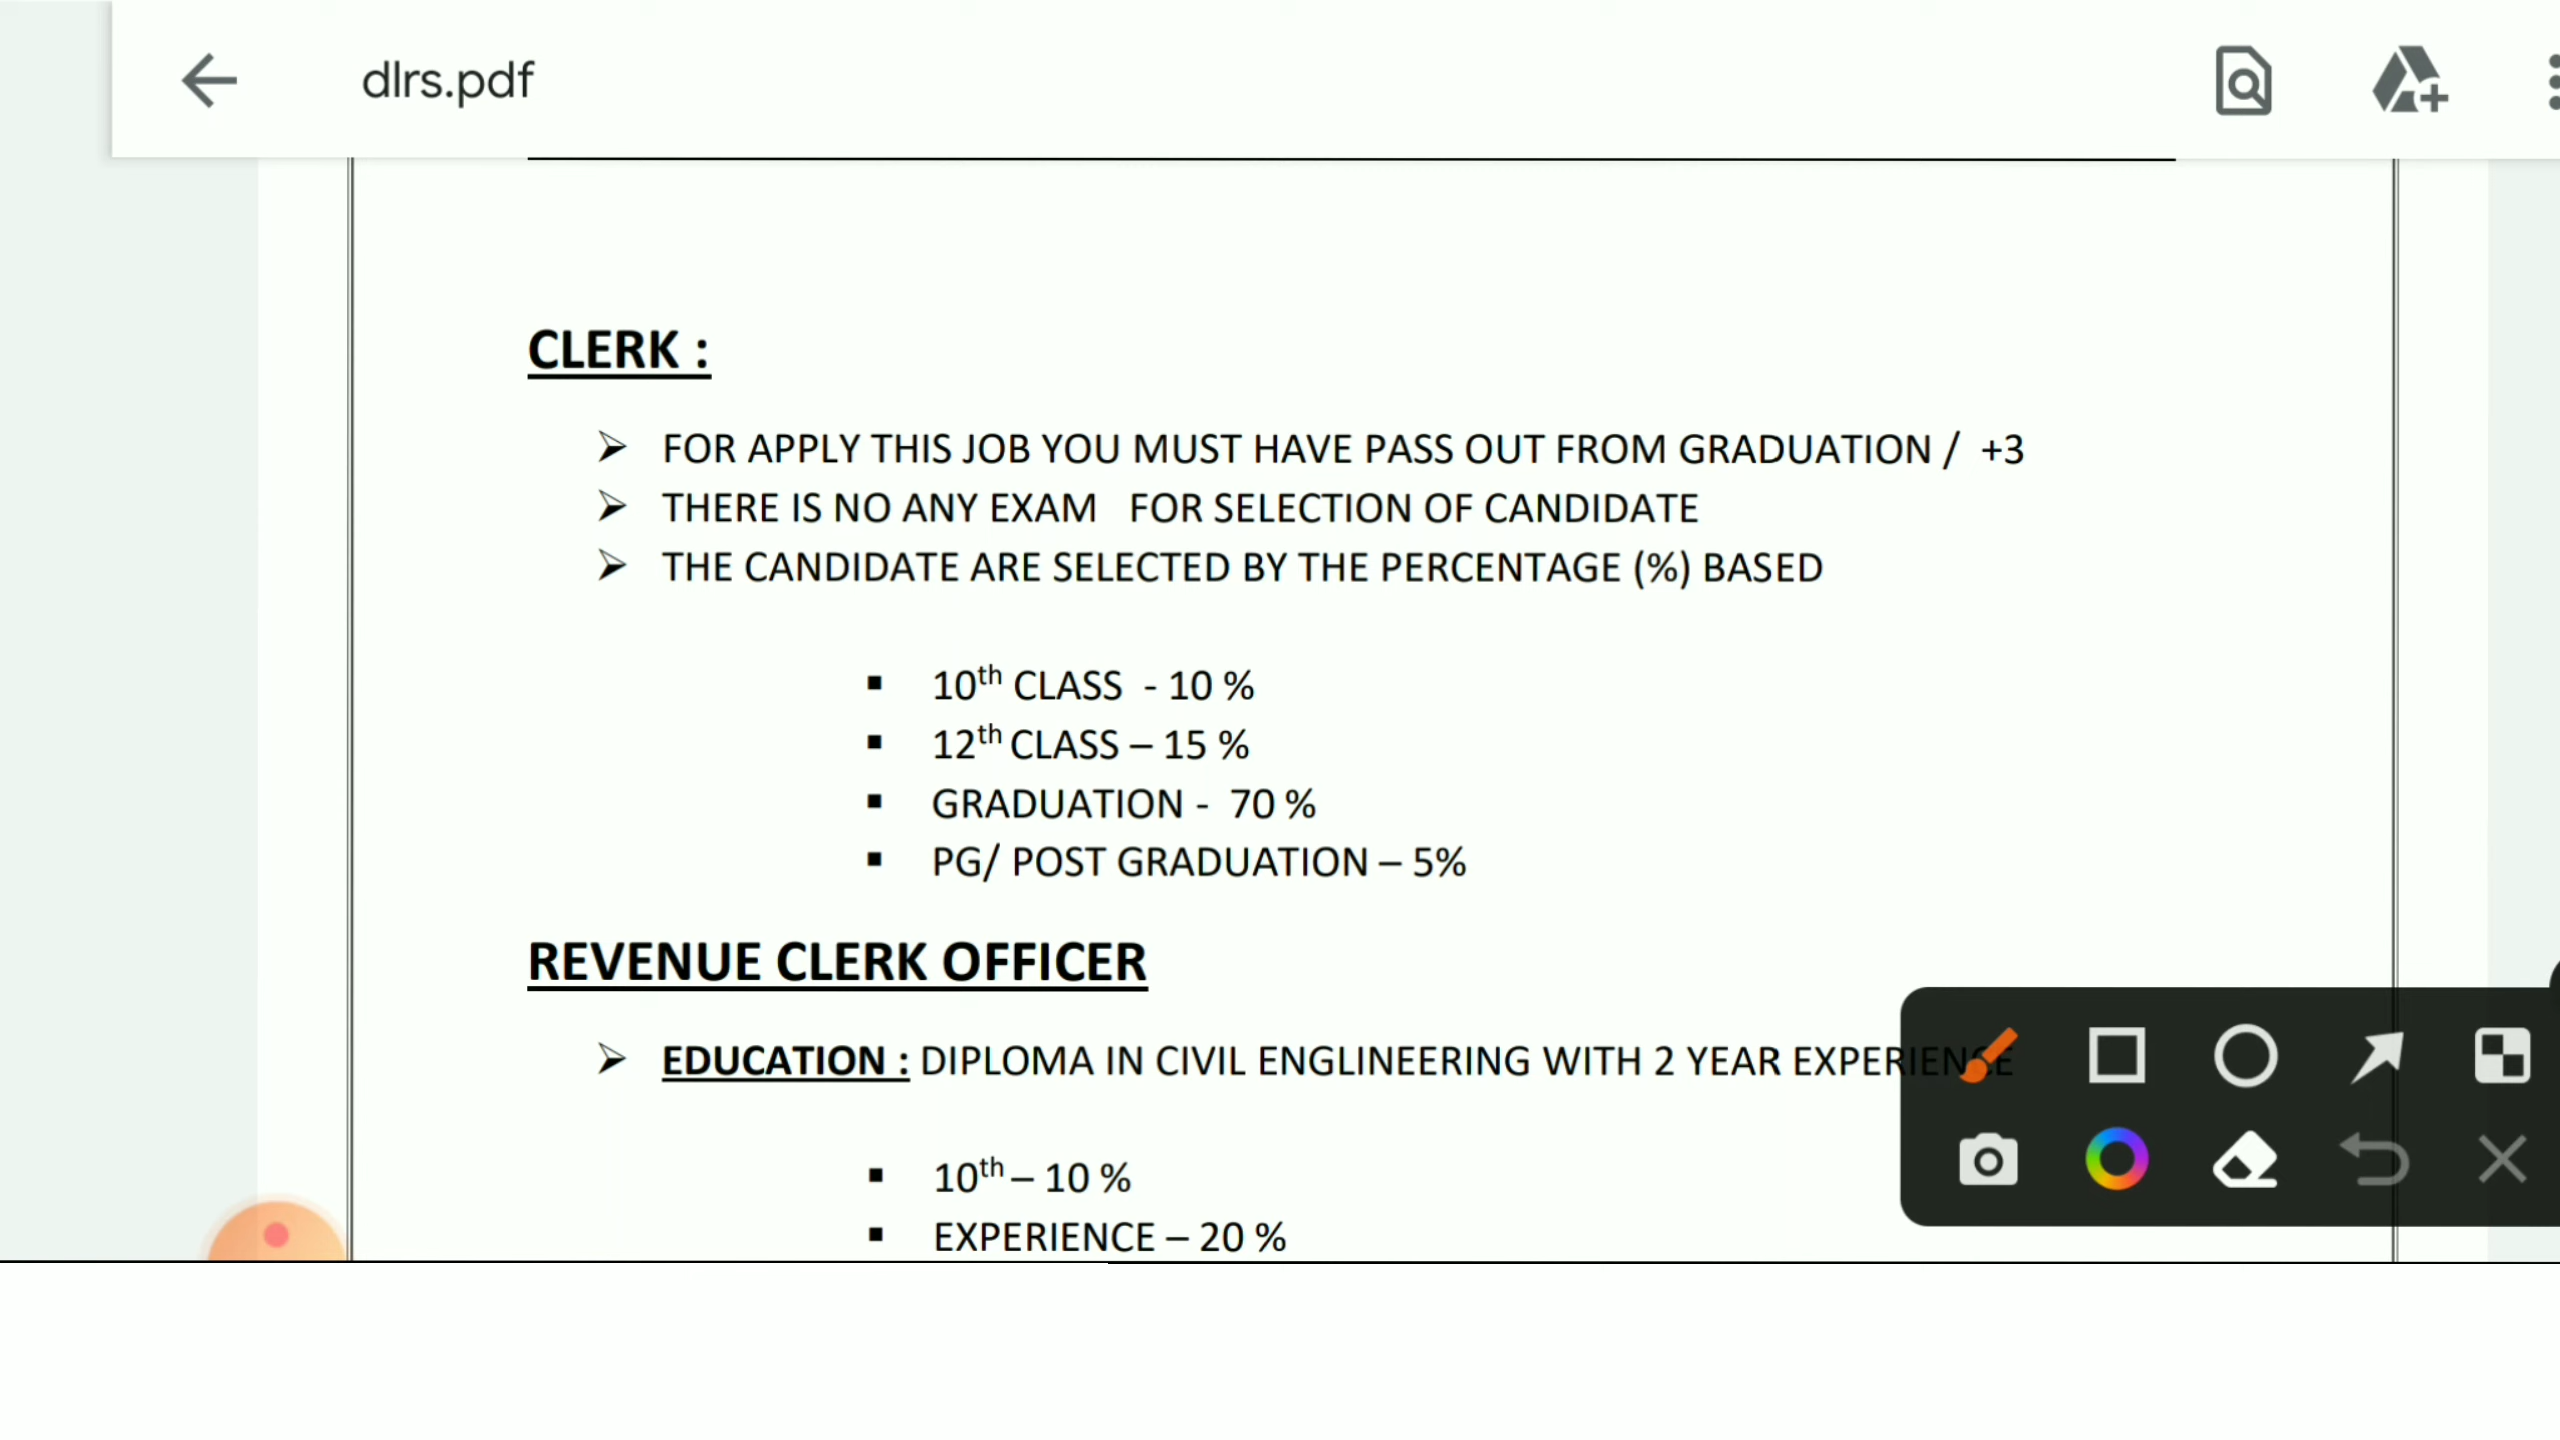 dlrs.pdf
CLERK :
➢ FOR APPLY THIS JOB YOU MUST HAVE PASS OUT FROM GRADUATION / +3
➢ THERE IS NO ANY EXAM FOR SELECTION OF CANDIDATE
➢ THE CANDIDATE ARE SELECTED BY THE PERCENTAGE (%) BASED
▪ 10th CLASS - 10 %
▪ 12th CLASS – 15 %
▪ GRADUATION - 70 %
▪ PG/ POST GRADUATION – 5%
REVENUE CLERK OFFICER
➢ EDUCATION : DIPLOMA IN CIVIL ENGLINEERING WITH 2 YEAR EXPERIENCE
▪ 10th – 10 %
▪ EXPERIENCE – 20 %